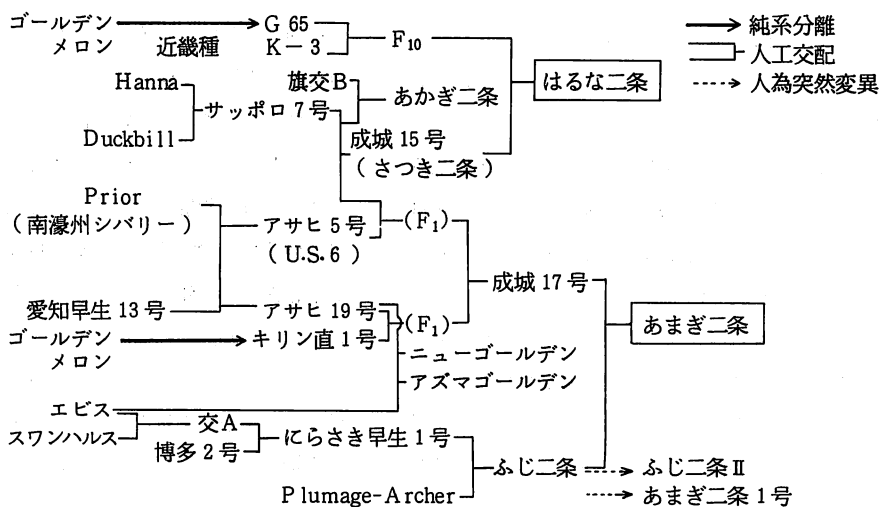 ゴールデン
メロン
近畿種
G 65
K-3
F10
はるな二条
純系分離
人工交配
人為突然変異
Hanna
Duckbill
サッポロ7号
旗交B
あかぎ二条
成城15号
(さつき二条)
Prior
(南濠州シバリー)
アサヒ5号
(U.S.6)
(F1)
成城17号
愛知早生13号
アサヒ19号
ゴールデン
メロン
キリン直1号
(F1)
ニューゴールデン
アズマゴールデン
あまぎ二条
エビス
スワンハルス
交A
博多2号
にらさき早生1号
Plumage-Archer
ふじ二条
ふじ二条Ⅱ
あまぎ二条1号